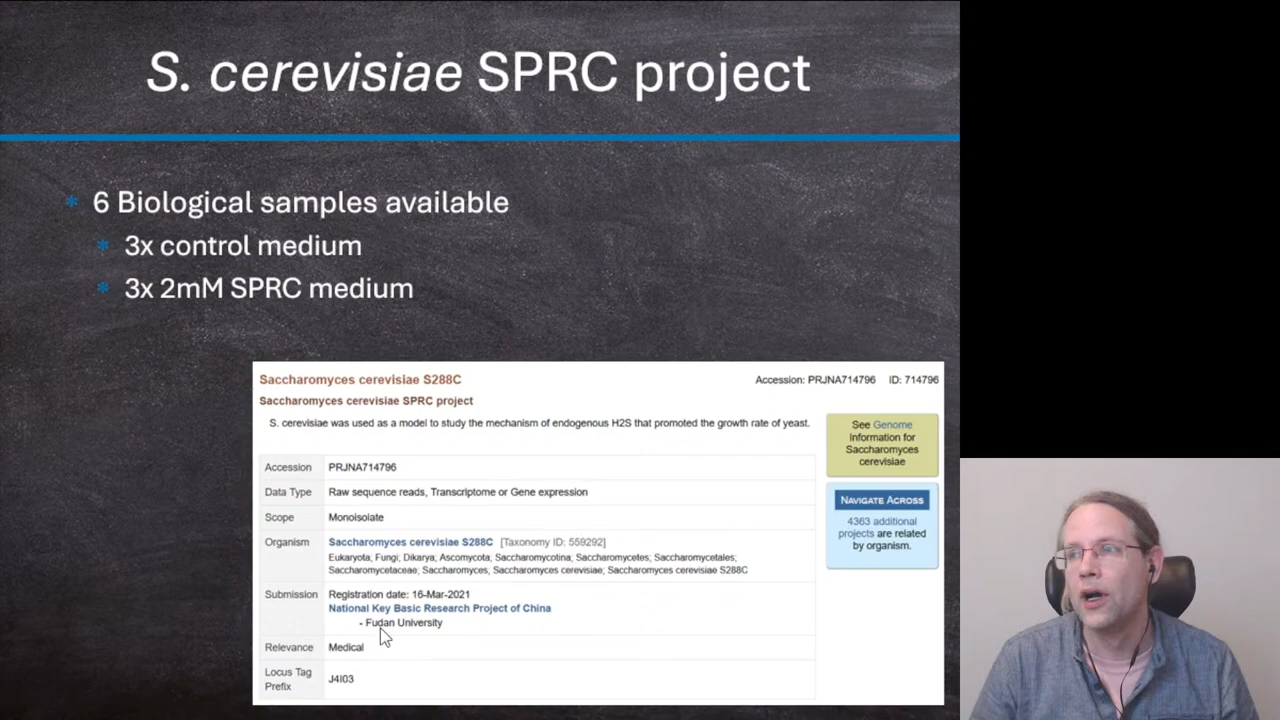 S. cerevisiae SPRC project
* 6 Biological samples available
* 3x control medium
* 3x 2mM SPRC medium
Saccharomyces cerevisiae S288C
Accession: PRJNA714796 ID: 714796
Saccharomyces cerevisiae SPRC project
S. cerevisiae was used as a model to study the mechanism of endogenous H2S that promoted the growth rate of yeast.
See Genome
Information for
Saccharomyces
cerevisiae
NAVIGATE ACROSS
4363 additional
projects are related
by organism.
Accession PRJNA714796
Data Type Raw sequence reads, Transcriptome or Gene expression
Scope Monoisolate
Organism Saccharomyces cerevisiae S288C [Taxonomy ID: 559292]
Eukaryota; Fungi; Dikarya; Ascomycota; Saccharomycotina; Saccharomycetes; Saccharomycetales;
Saccharomycetaceae; Saccharomyces; Saccharomyces cerevisiae; Saccharomyces cerevisiae S288C
Submission Registration date: 16-Mar-2021
National Key Basic Research Project of China
- Fudan University
Relevance Medical
Locus Tag
Prefix
J4I03